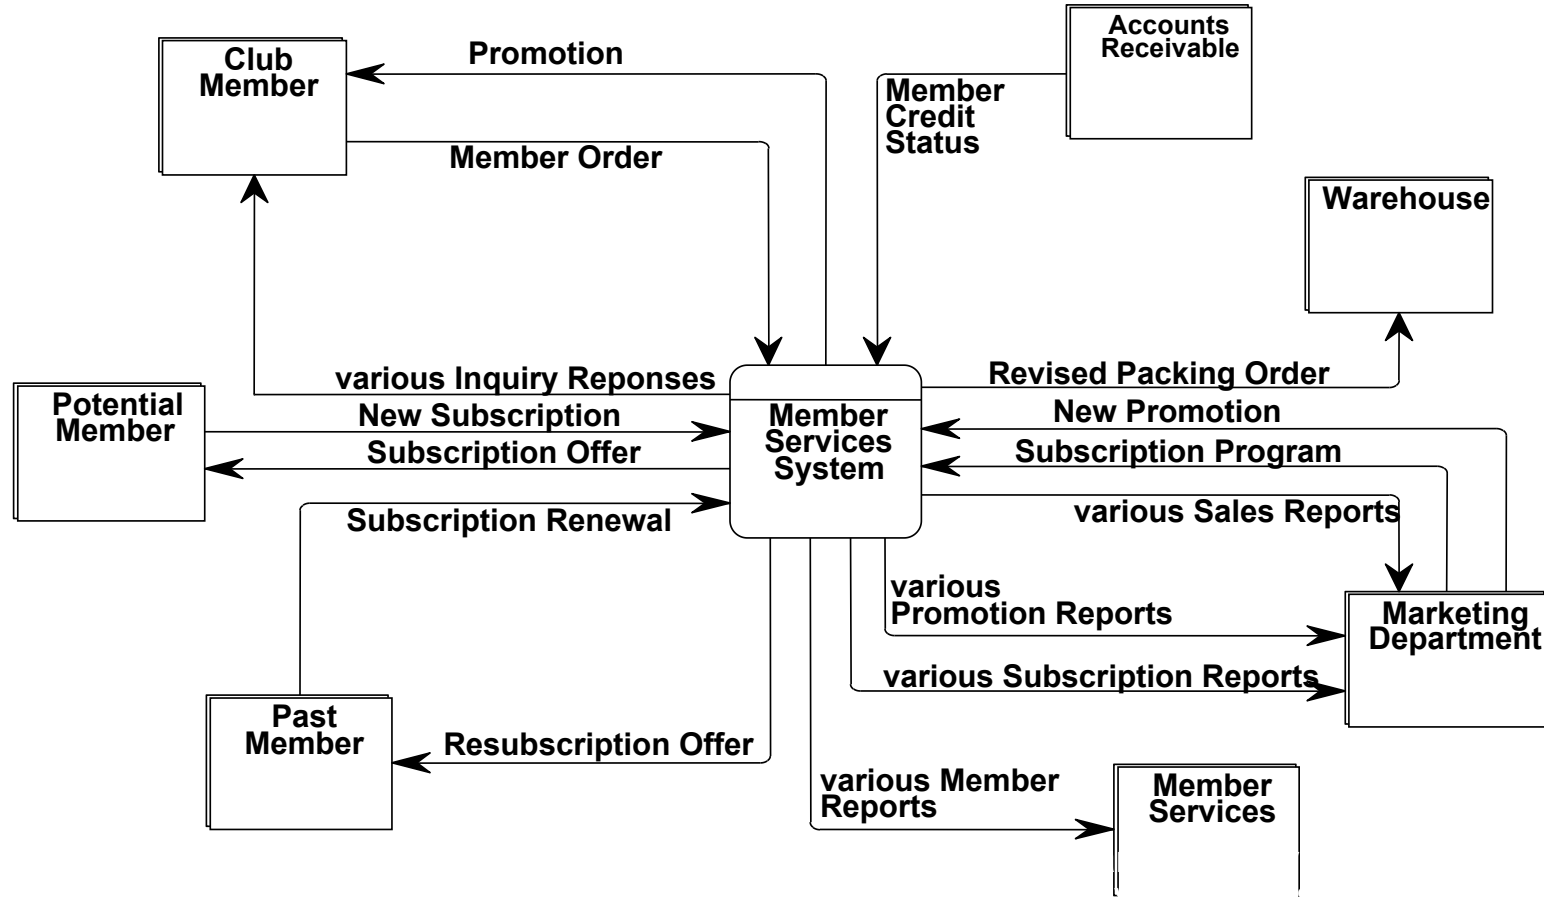 Club
Member
Promotion
Accounts
Receivable
Member
Credit
Status
Member Order
Warehouse
various Inquiry Reponses
Revised Packing Order
Potential
Member
New Subscription
New Promotion
Member
Services
System
Subscription Offer
Subscription Program
Subscription Renewal
various Sales Reports
various
Promotion Reports
Marketing
Department
various Subscription Reports
Past
Member
Resubscription Offer
various Member
Reports
Member
Services